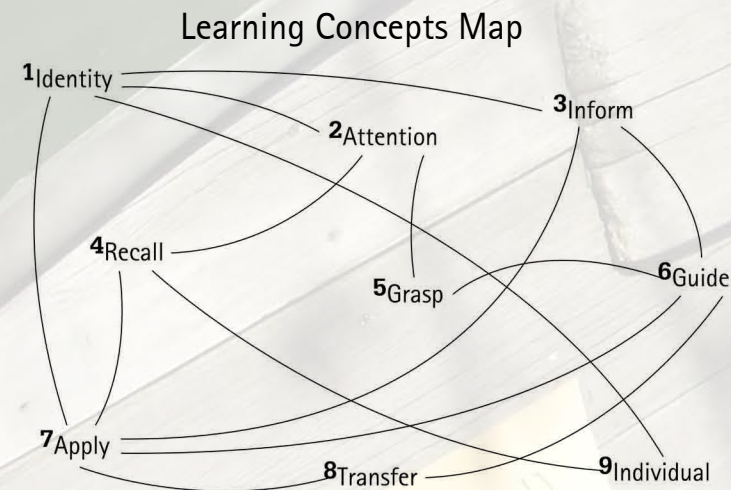 Learning Concepts Map
1Identity
2Attention
3Inform
4Recall
5Grasp
6Guide
7Apply
8Transfer
9Individual